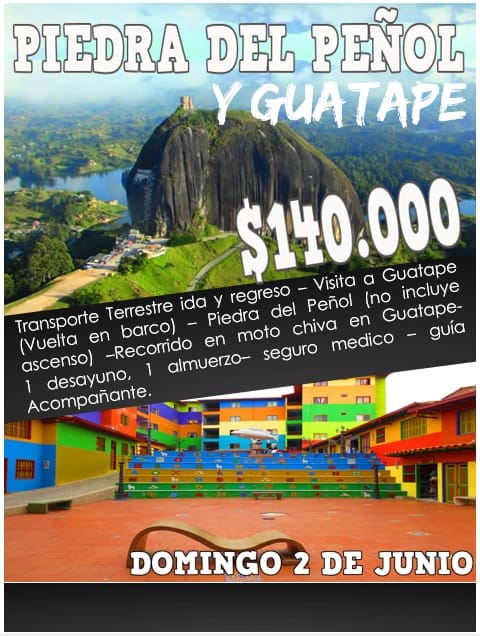 PIEDRA DEL PEÑOL
Y GUATAPE
$140.000
Transporte Terrestre ida y regreso – Visita a Guatape
(Vuelta en barco) – Piedra del Peñol (no incluye
ascenso) –Recorrido en moto chiva en Guatape-
1 desayuno, 1 almuerzo– seguro medico – guía
Acompañante.
DOMINGO 2 DE JUNIO